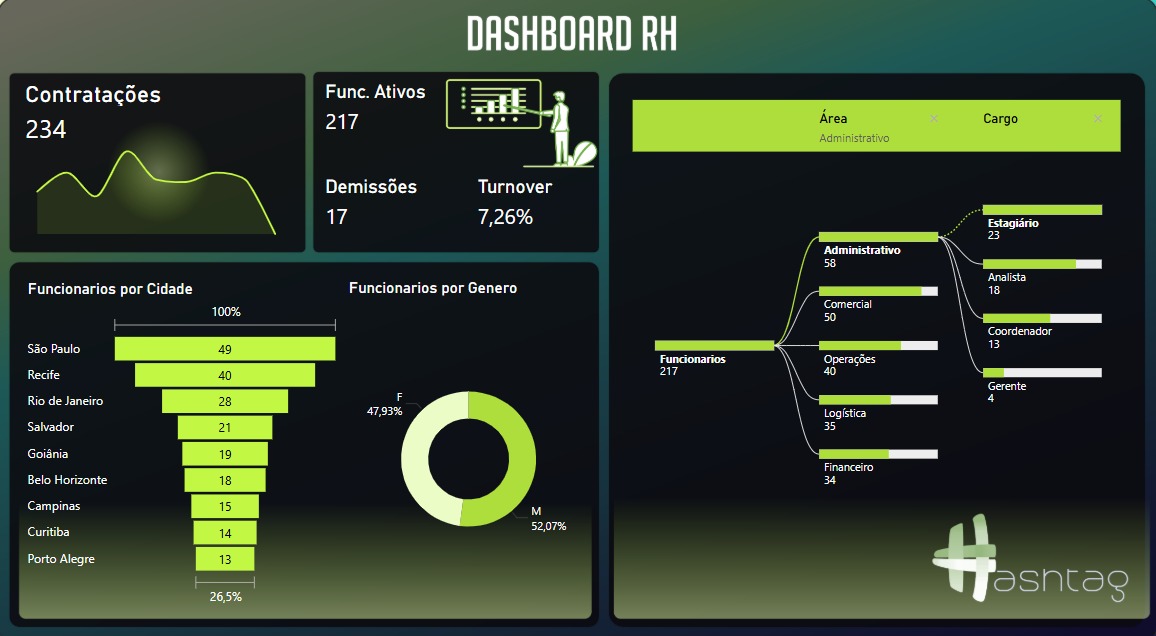 DASHBOARD RH
Contratações
234
Func. Ativos
217
Demissões
17
Turnover
7,26%
Funcionarios por Cidade
100%
São Paulo 49
Recife 40
Rio de Janeiro 28
Salvador 21
Goiânia 19
Belo Horizonte 18
Campinas 15
Curitiba 14
Porto Alegre 13
26,5%
Funcionarios por Genero
F
47,93%
M
52,07%
Área
Administrativo
Cargo
Funcionarios
217
Administrativo
58
Comercial
50
Operações
40
Logística
35
Financeiro
34
Estagiário
23
Analista
18
Coordenador
13
Gerente
4
Hashtag